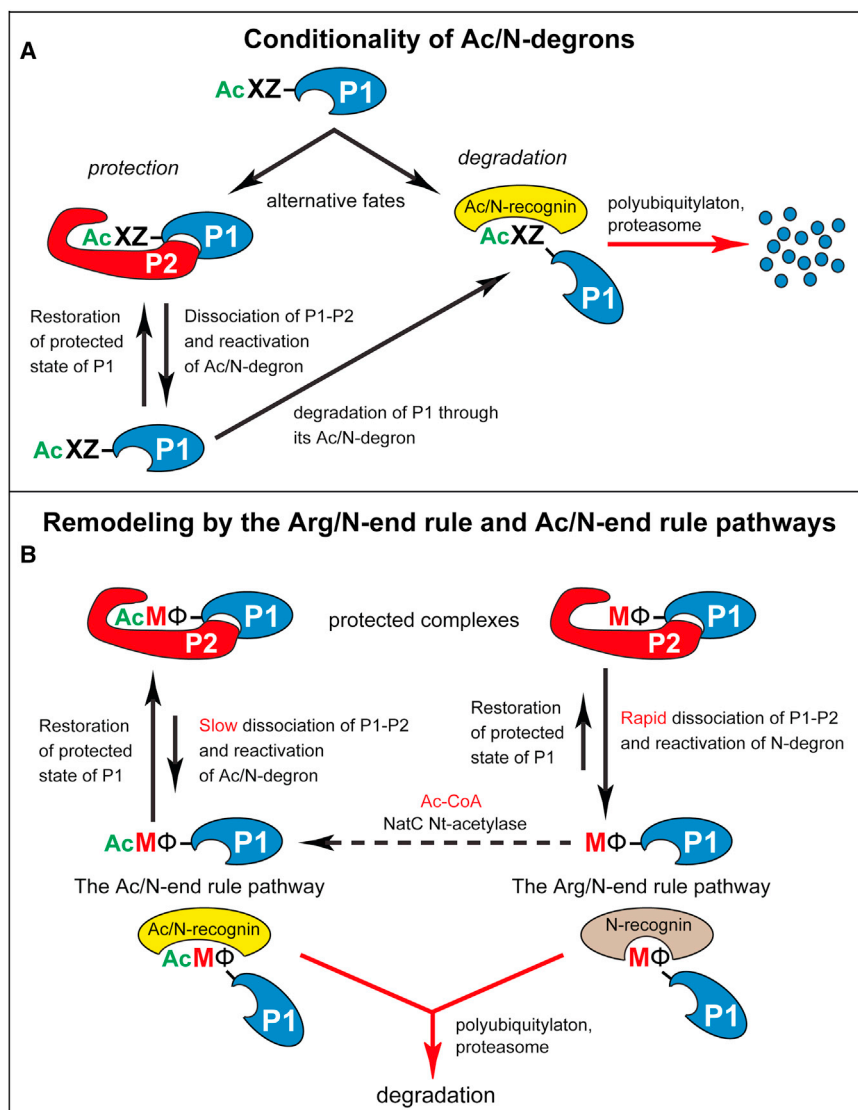 A
Conditionality of Ac/N-degrons
AcXZ P1
protection
degradation
alternative fates
AcXZ P1
P2
Ac/N-recognin
AcXZ
P1
polyubiquitylaton,
proteasome
Restoration
of protected
state of P1
Dissociation of P1-P2
and reactivation
of Ac/N-degron
AcXZ P1
degradation of P1 through
its Ac/N-degron
Remodeling by the Arg/N-end rule and Ac/N-end rule pathways
B
AcMΦ P1
P2
protected complexes
MΦ P1
P2
Restoration
of protected
state of P1
Slow dissociation of P1-P2
and reactivation
of Ac/N-degron
Restoration
of protected
state of P1
Rapid dissociation of P1-P2
and reactivation of N-degron
AcMΦ P1
Ac-CoA
NatC Nt-acetylase
MΦ P1
The Ac/N-end rule pathway
The Arg/N-end rule pathway
Ac/N-recognin
AcMΦ
P1
N-recognin
MΦ
P1
polyubiquitylaton,
proteasome
degradation